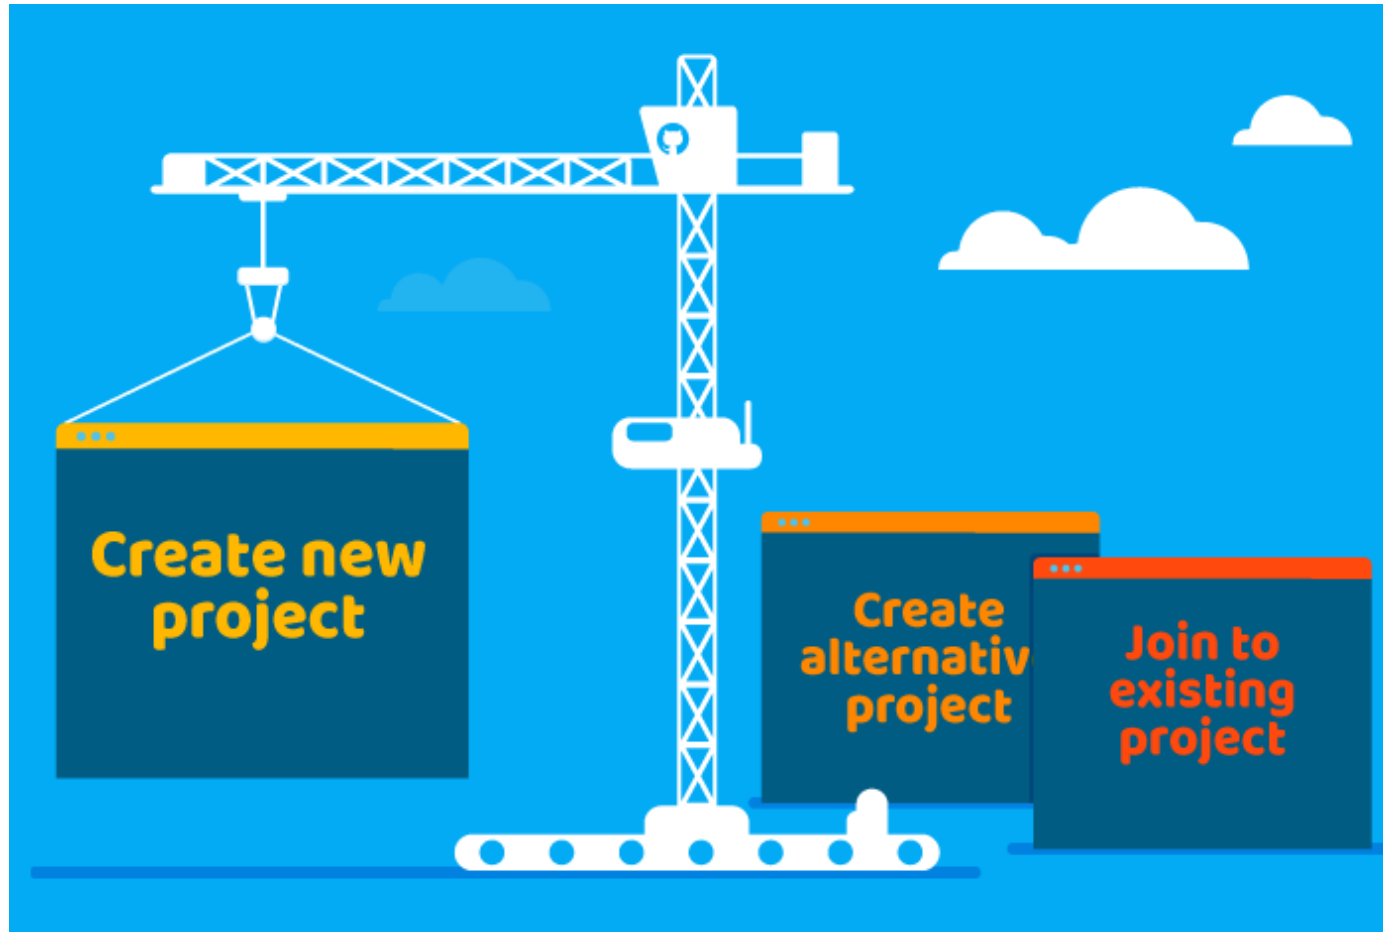 Create new
project
Create
alternativ
project
Join to
existing
project